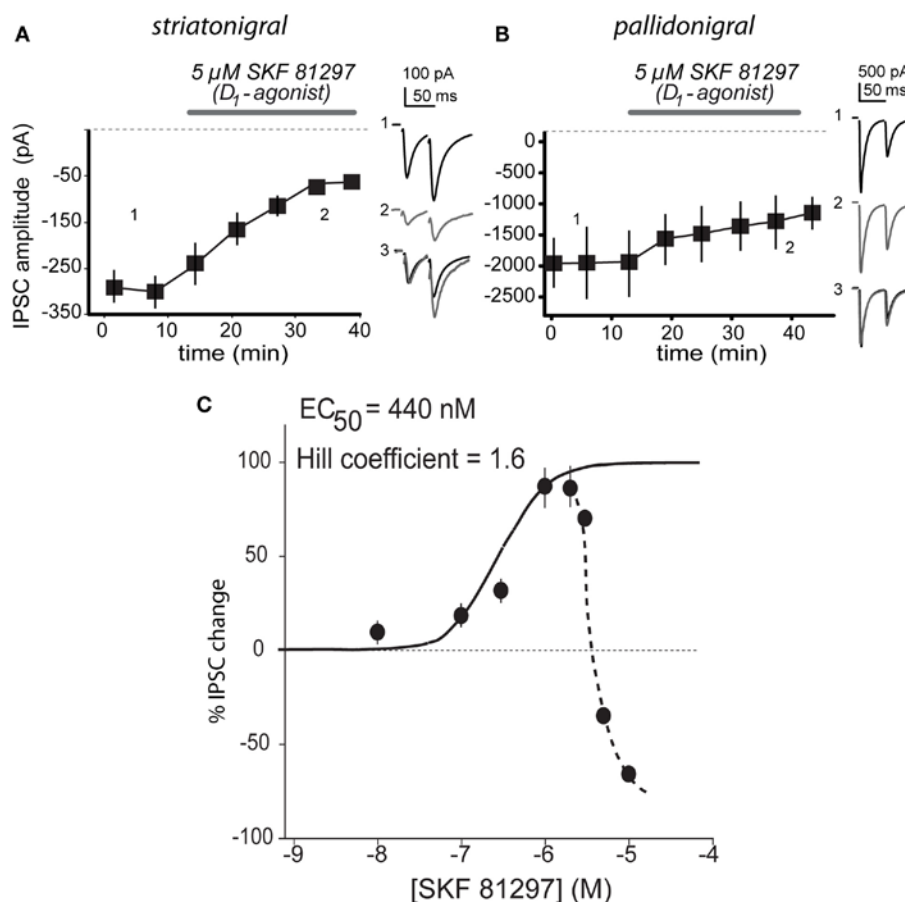 A
striatonigral
5 µM SKF 81297
(D1-agonist)
100 pA
50 ms
IPSC amplitude (pA)
-50
-150
-250
-350
1
2
0
10
20
30
40
time (min)
1
2
3
B
pallidonigral
5 µM SKF 81297
(D1-agonist)
500 pA
50 ms
0
-500
-1000
-1500
-2000
-2500
1
2
0
10
20
30
40
time (min)
1
2
3
C
EC50 = 440 nM
Hill coefficient = 1.6
% IPSC change
100
50
0
-50
-100
-9
-8
-7
-6
-5
-4
[SKF 81297] (M)